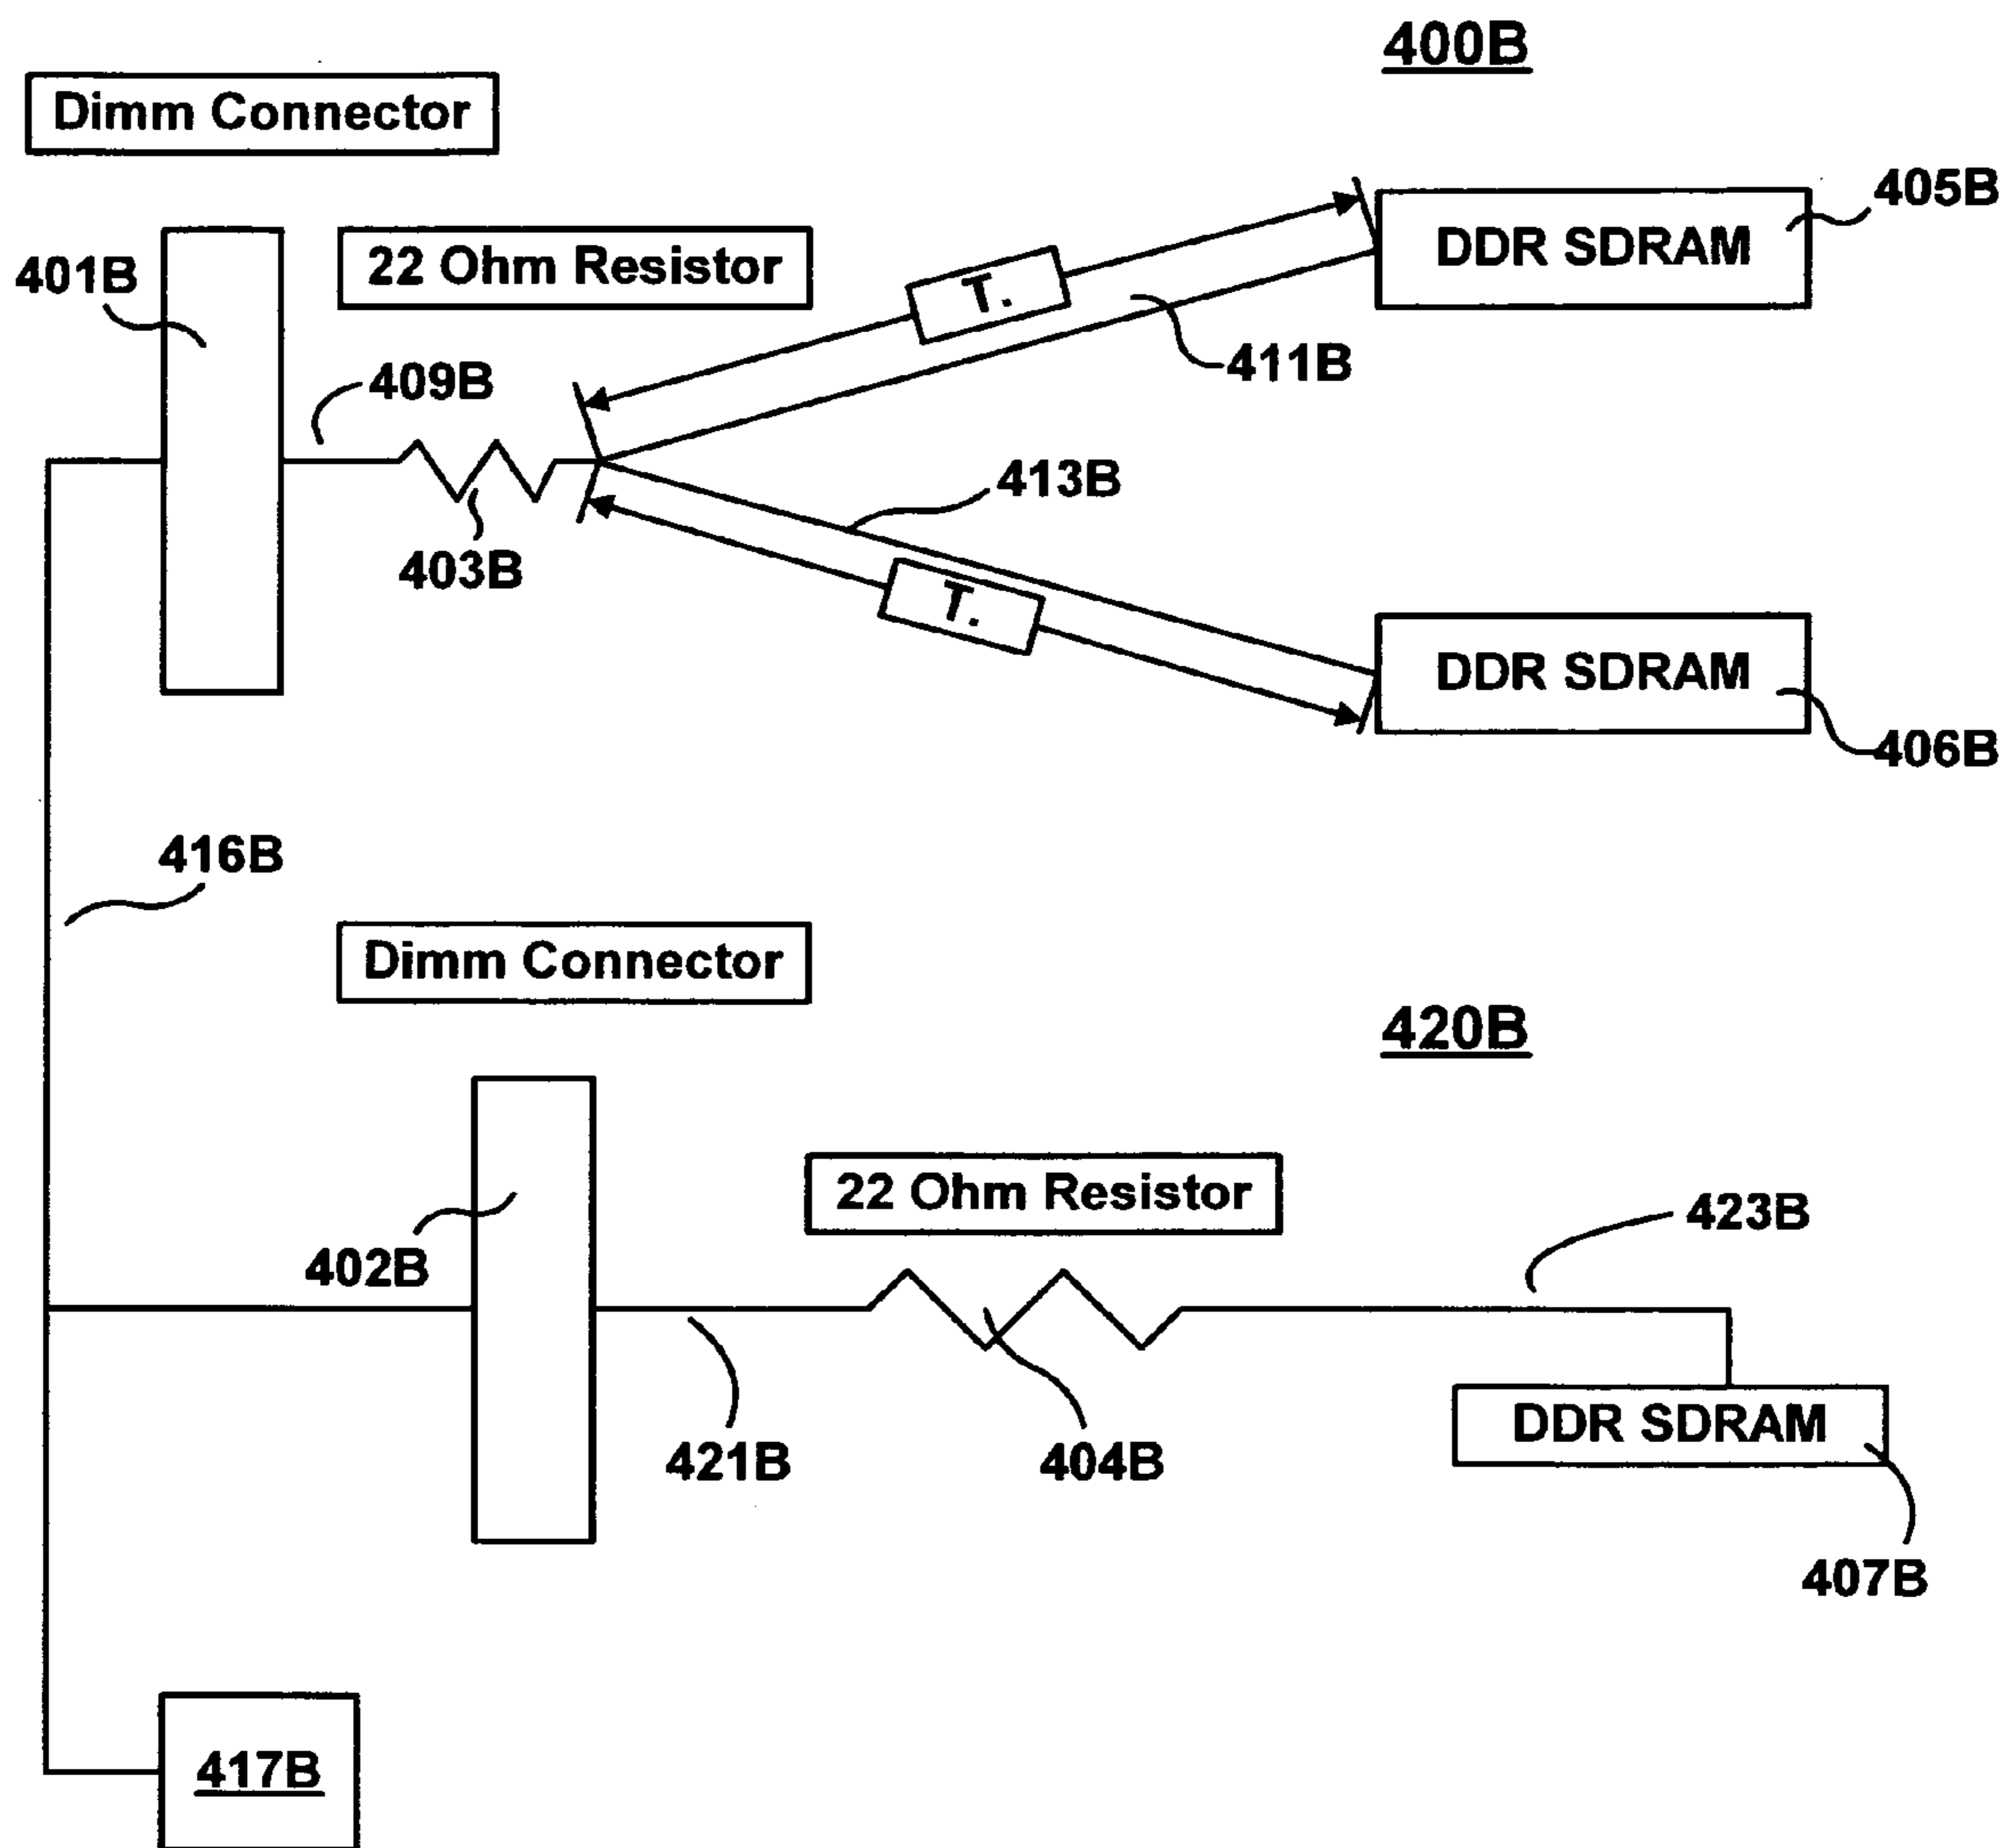 400B
Dimm Connector
405B
DDR SDRAM
401B
22 Ohm Resistor
T.
411B
409B
413B
403B
T.
DDR SDRAM
406B
416B
Dimm Connector
420B
22 Ohm Resistor
423B
402B
DDR SDRAM
421B
404B
407B
417B